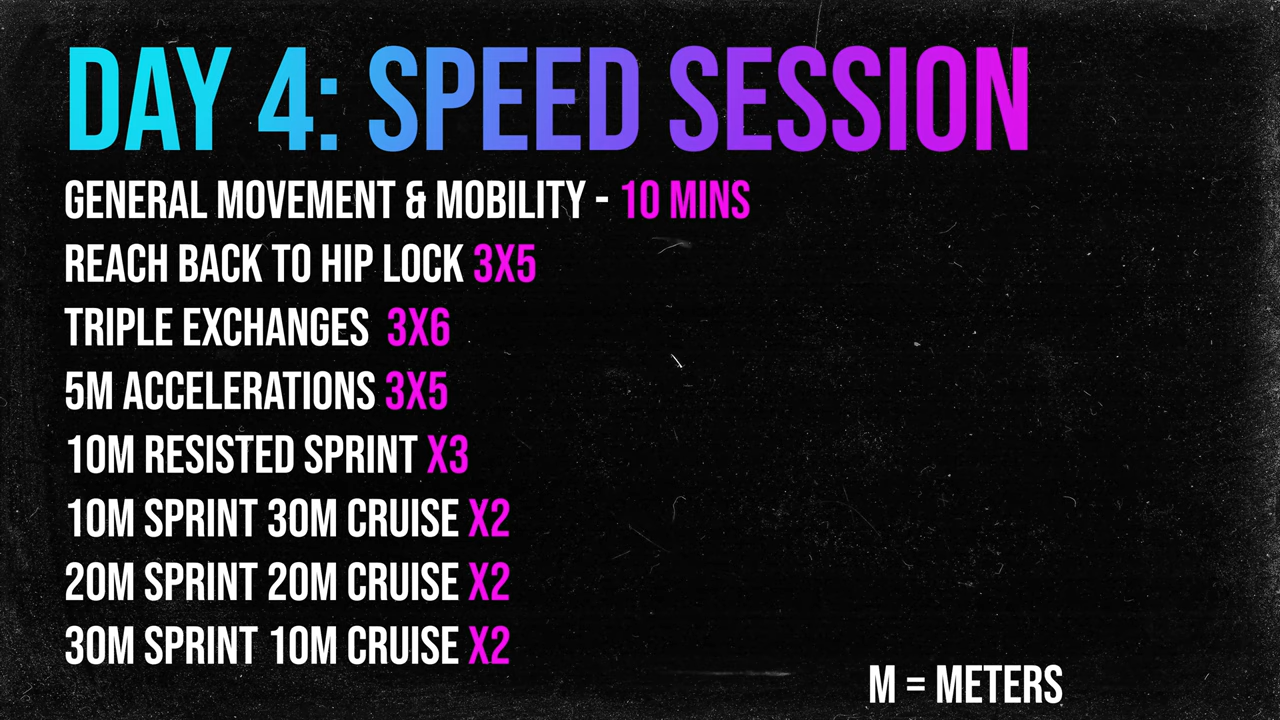 DAY 4: SPEED SESSION
GENERAL MOVEMENT & MOBILITY - 10 MINS
REACH BACK TO HIP LOCK 3X5
TRIPLE EXCHANGES 3X6
5M ACCELERATIONS 3X5
10M RESISTED SPRINT X3
10M SPRINT 30M CRUISE X2
20M SPRINT 20M CRUISE X2
30M SPRINT 10M CRUISE X2
M = METERS